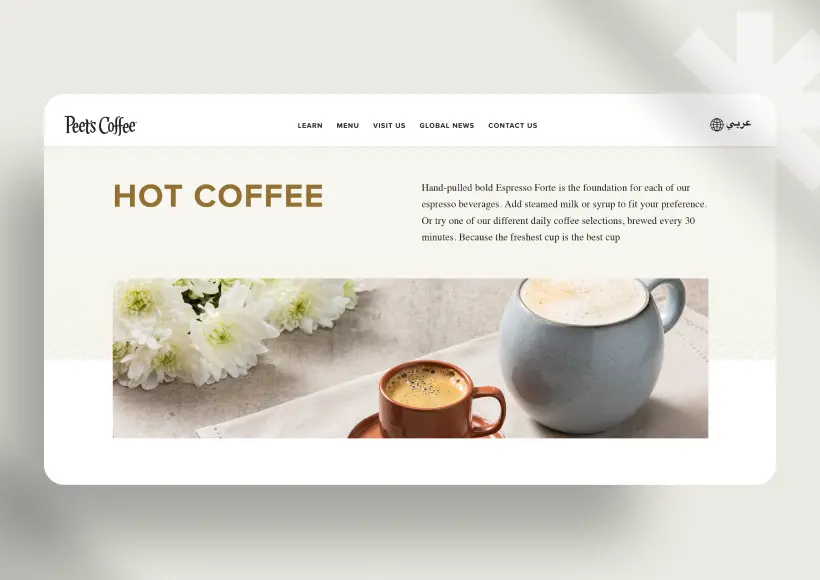 Peet's Coffee
LEARN MENU VISIT US GLOBAL NEWS CONTACT US
عربي
HOT COFFEE
Hand-pulled bold Espresso Forte is the foundation for each of our
espresso beverages. Add steamed milk or syrup to fit your preference.
Or try one of our different daily coffee selections, brewed every 30
minutes. Because the freshest cup is the best cup